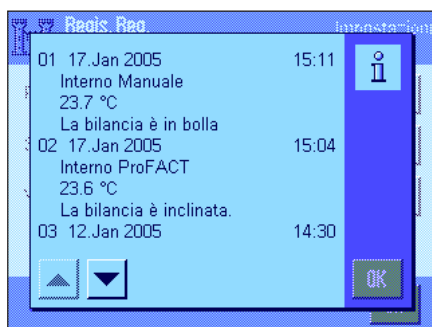 Regis. Reg.
Impostazioni
01 17.Jan 2005 15:11
Interno Manuale
23.7 °C
La bilancia è in bolla
02 17.Jan 2005 15:04
Interno ProFACT
23.6 °C
La bilancia è inclinata.
03 12.Jan 2005 14:30
OK